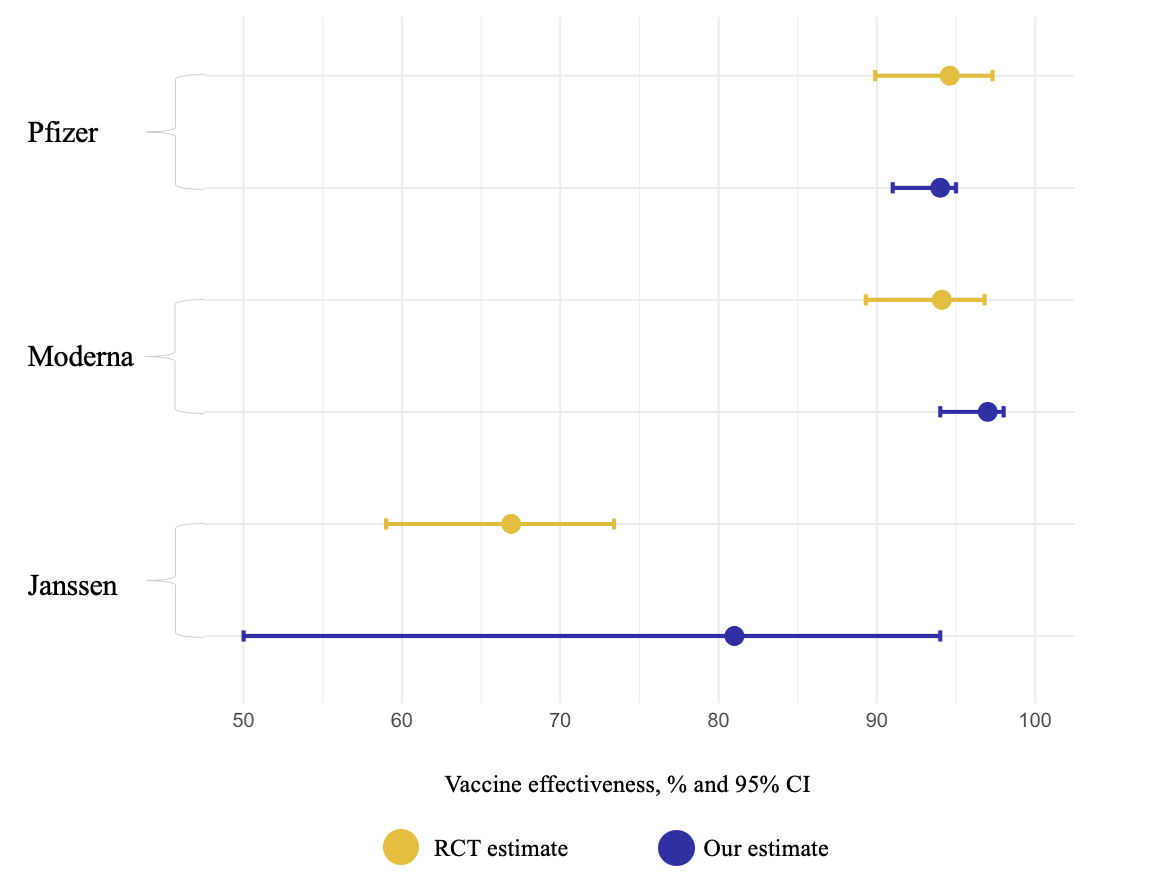 Pfizer
Moderna
Janssen
50 60 70 80 90 100
Vaccine effectiveness, % and 95% CI
RCT estimate Our estimate